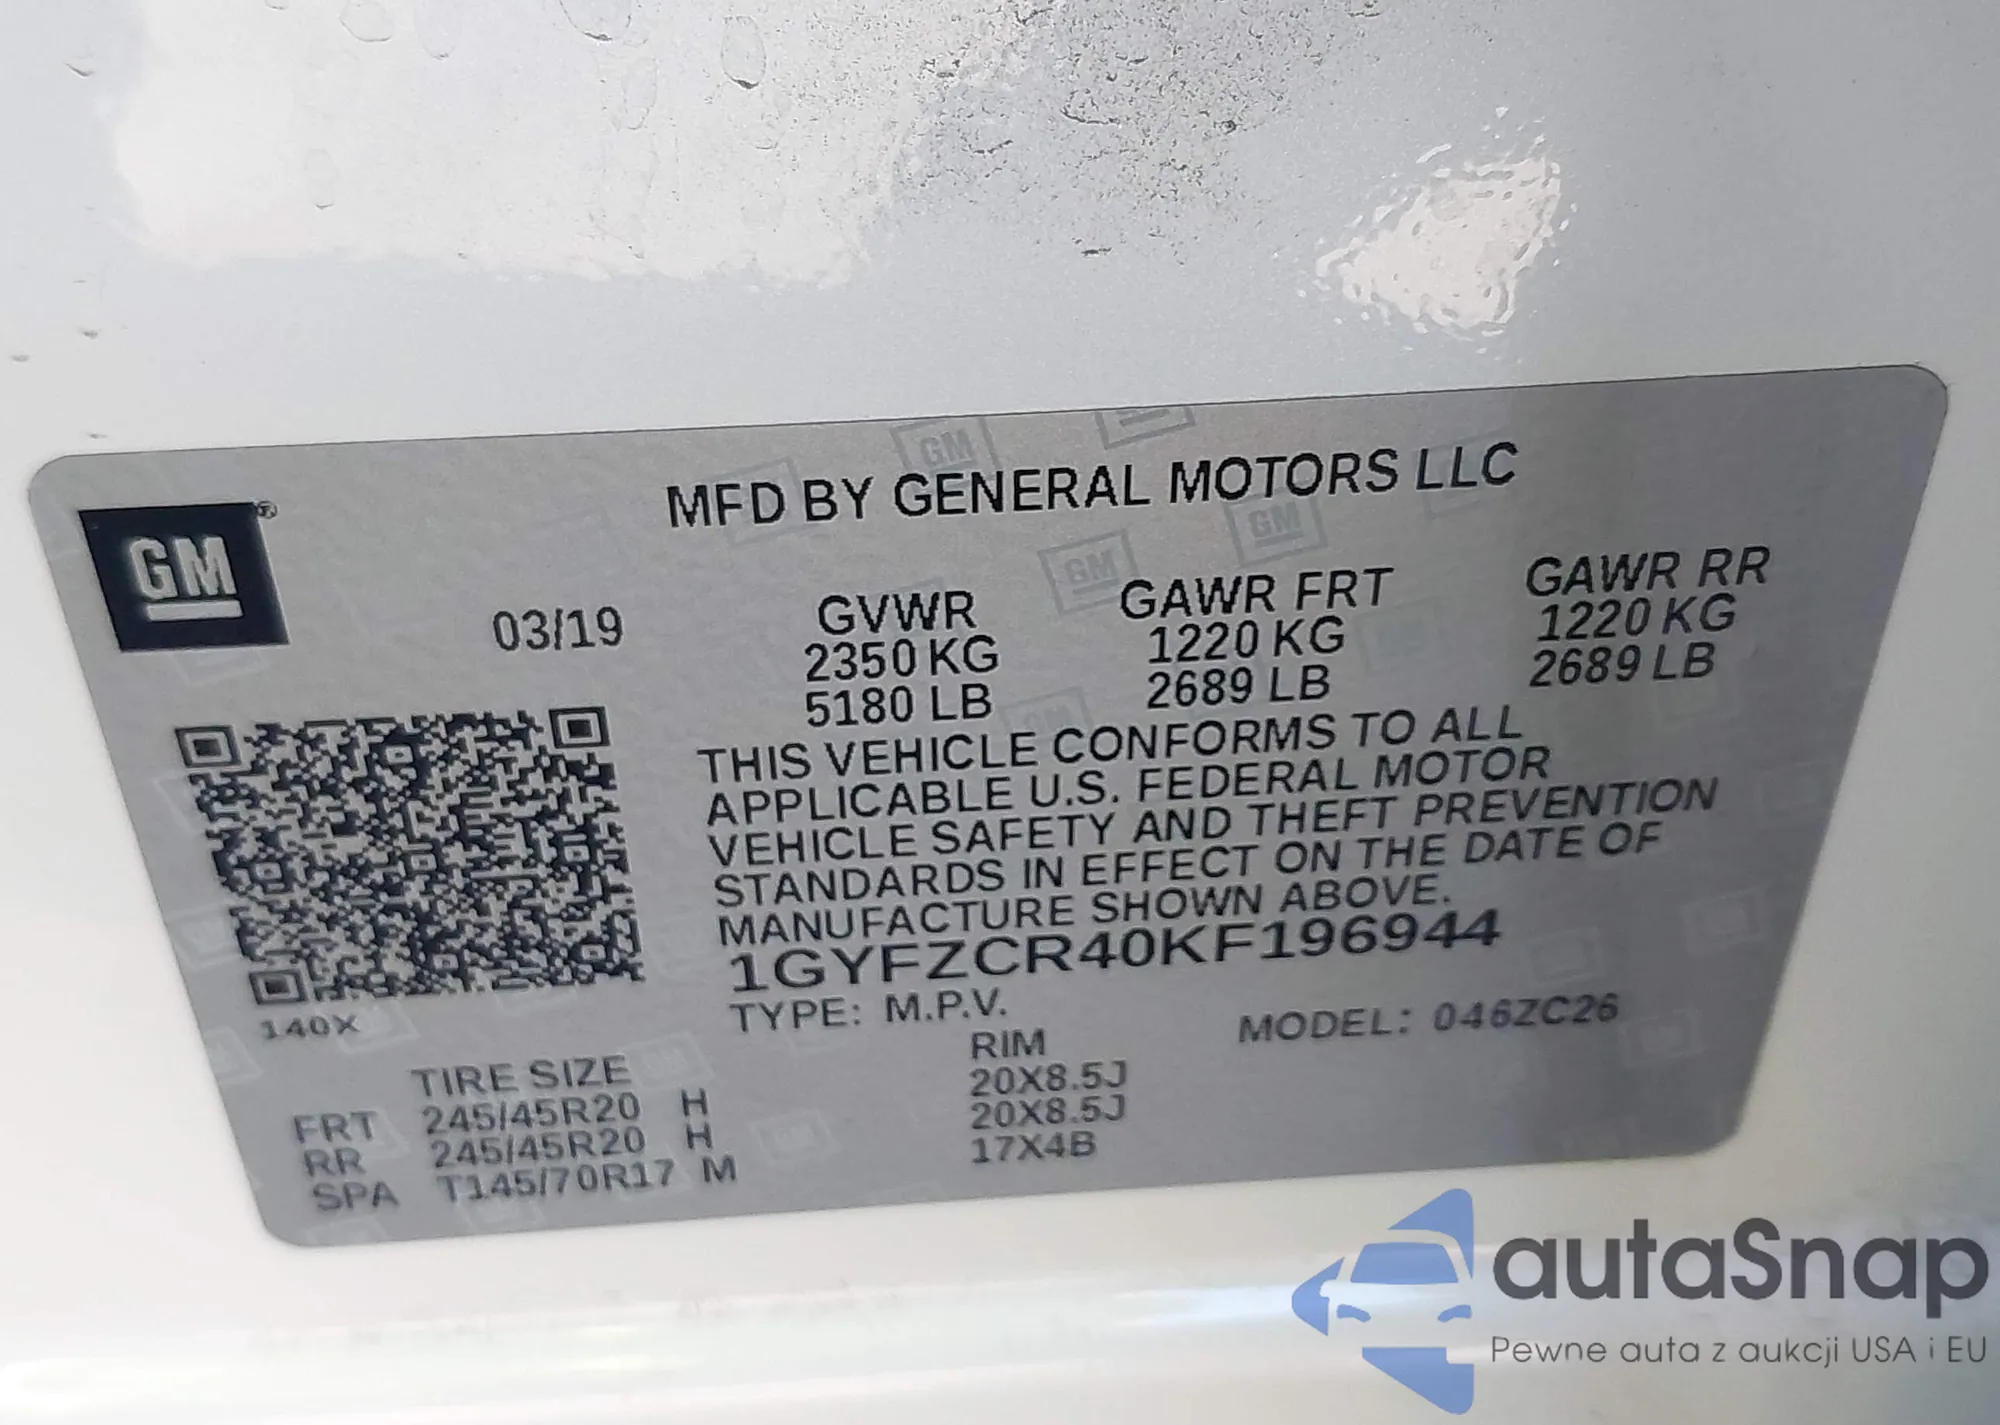 MFD BY GENERAL MOTORS LLC
GM
03/19
GVWR
2350 KG
5180 LB
GAWR FRT
1220 KG
2689 LB
GAWR RR
1220 KG
2689 LB
THIS VEHICLE CONFORMS TO ALL
APPLICABLE U.S. FEDERAL MOTOR
VEHICLE SAFETY AND THEFT PREVENTION
STANDARDS IN EFFECT ON THE DATE OF
MANUFACTURE SHOWN ABOVE.
1GYFZCR40KF196944
140X
TYPE: M.P.V.
MODEL: 046ZC26
TIRE SIZE RIM
FRT 245/45R20 H 20X8.5J
RR 245/45R20 H 20X8.5J
SPA T145/70R17 M 17X4B
autaSnap
Pewne auta z aukcji USA i EU